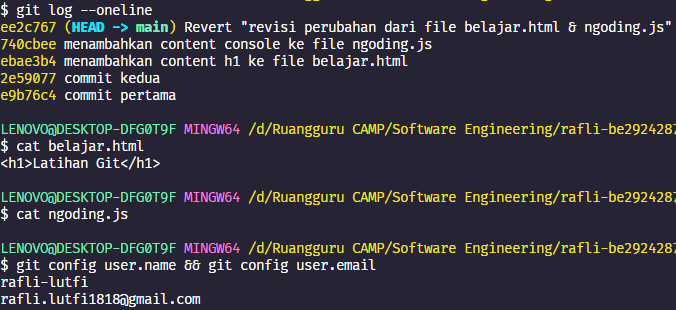 $ git log --oneline
ee2c767 (HEAD -> main) Revert "revisi perubahan dari file belajar.html & ngoding.js"
740cbee menambahkan content console ke file ngoding.js
ebae3b4 menambahkan content h1 ke file belajar.html
2e59077 commit kedua
e9b76c4 commit pertama
LENOVO@DESKTOP-DFG0T9F MINGW64 /d/Ruangguru CAMP/Software Engineering/rafli-be2924287
$ cat belajar.html
<h1>Latihan Git</h1>
LENOVO@DESKTOP-DFG0T9F MINGW64 /d/Ruangguru CAMP/Software Engineering/rafli-be2924287
$ cat ngoding.js
LENOVO@DESKTOP-DFG0T9F MINGW64 /d/Ruangguru CAMP/Software Engineering/rafli-be2924287
$ git config user.name && git config user.email
rafli-lutfi
rafli.lutfi1818@gmail.com